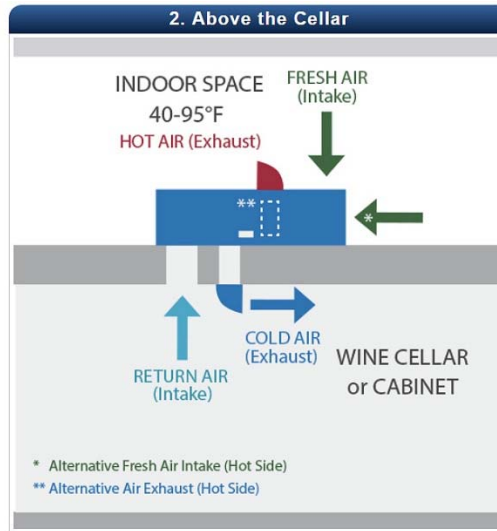 2. Above the Cellar
INDOOR SPACE
40-95°F
HOT AIR (Exhaust)
FRESH AIR
(Intake)
**
*
COLD AIR
(Exhaust)
RETURN AIR
(Intake)
WINE CELLAR
or CABINET
* Alternative Fresh Air Intake (Hot Side)
** Alternative Air Exhaust (Hot Side)